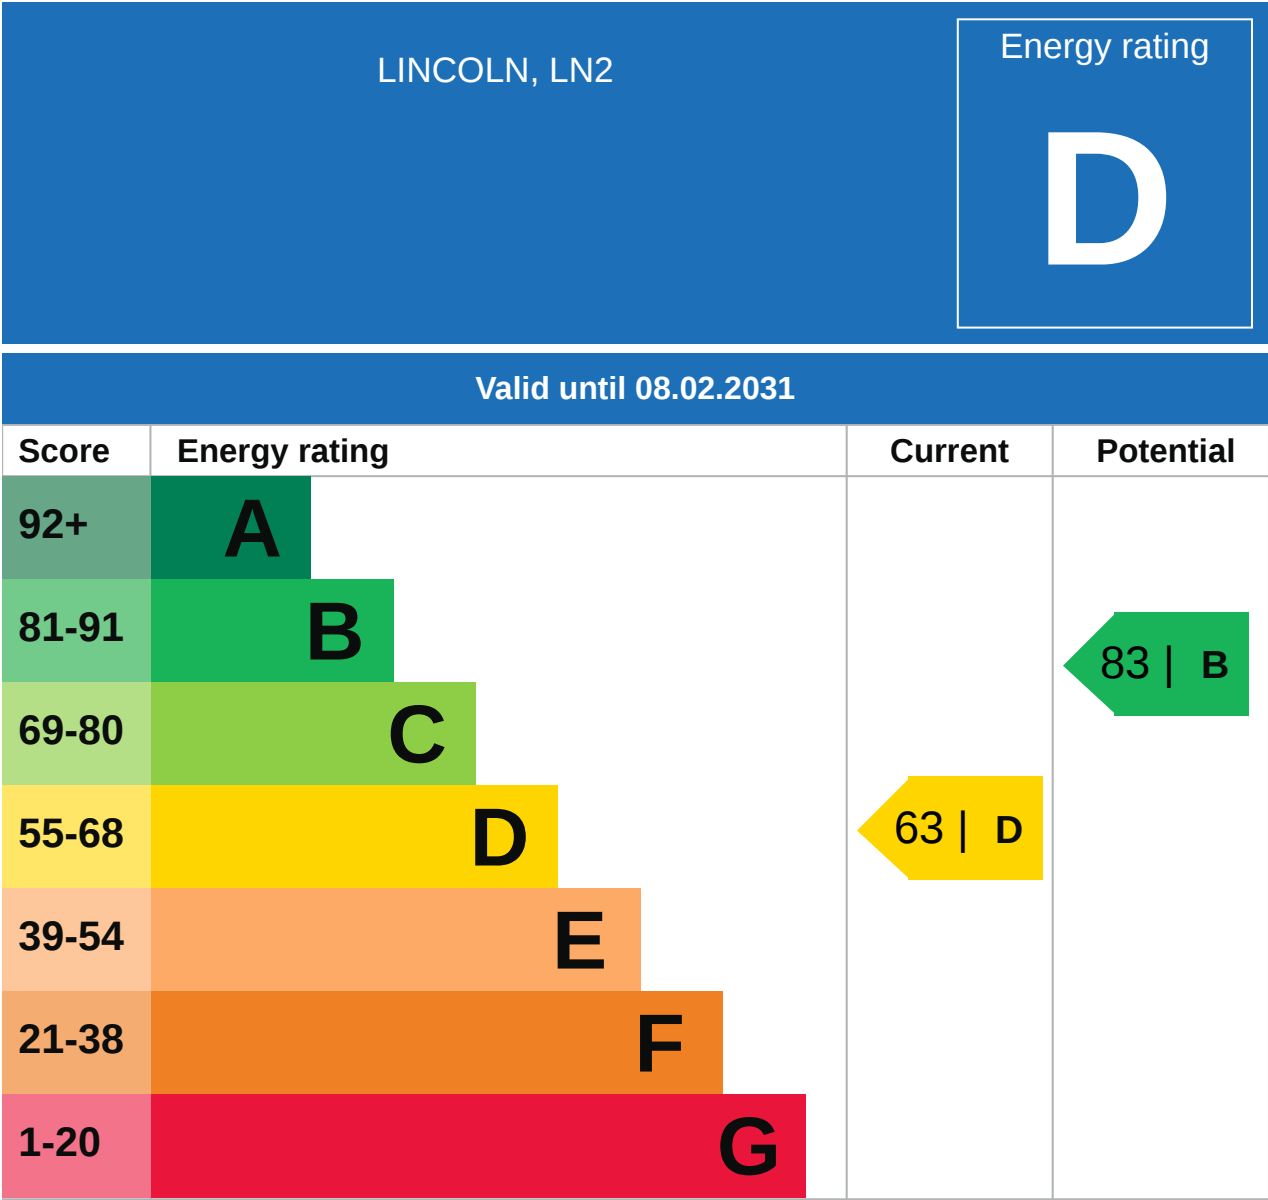 LINCOLN, LN2
Energy rating
D
Valid until 08.02.2031
Score Energy rating Current Potential
92+ A
81-91 B
83 | B
69-80 C
55-68 D
63 | D
39-54 E
21-38 F
1-20 G